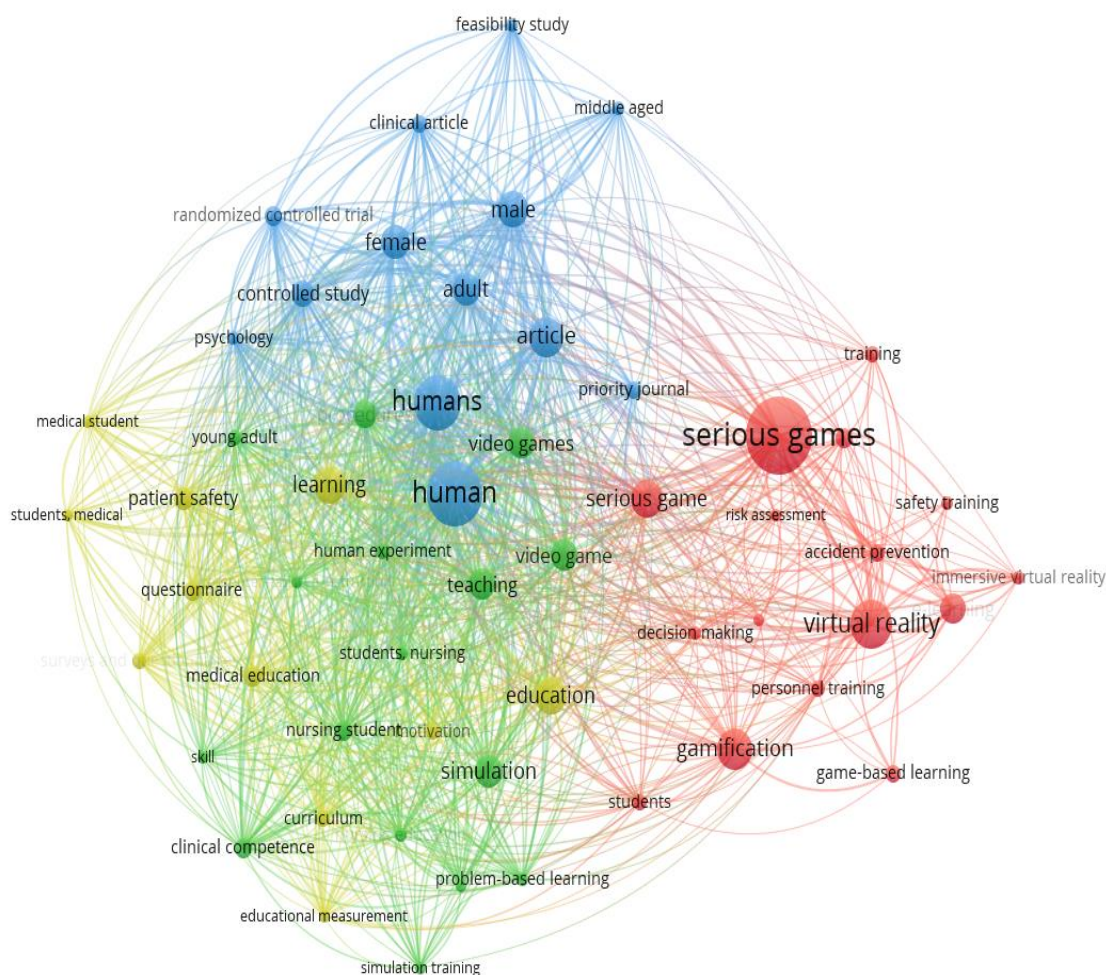 feasibility study
middle aged
clinical article
male
randomized controlled trial
female
adult
controlled study
article
psychology
training
priority journal
humans
medical student
serious games
young adult
video games
learning
human
patient safety
serious game
safety training
students, medical
risk assessment
human experiment
video game
accident prevention
immersive virtual reality
teaching
questionnaire
virtual reality
decision making
students, nursing
surveys and
medical education
personnel training
education
nursing student
motivation
gamification
skill
simulation
game-based learning
students
curriculum
clinical competence
problem-based learning
educational measurement
simulation training